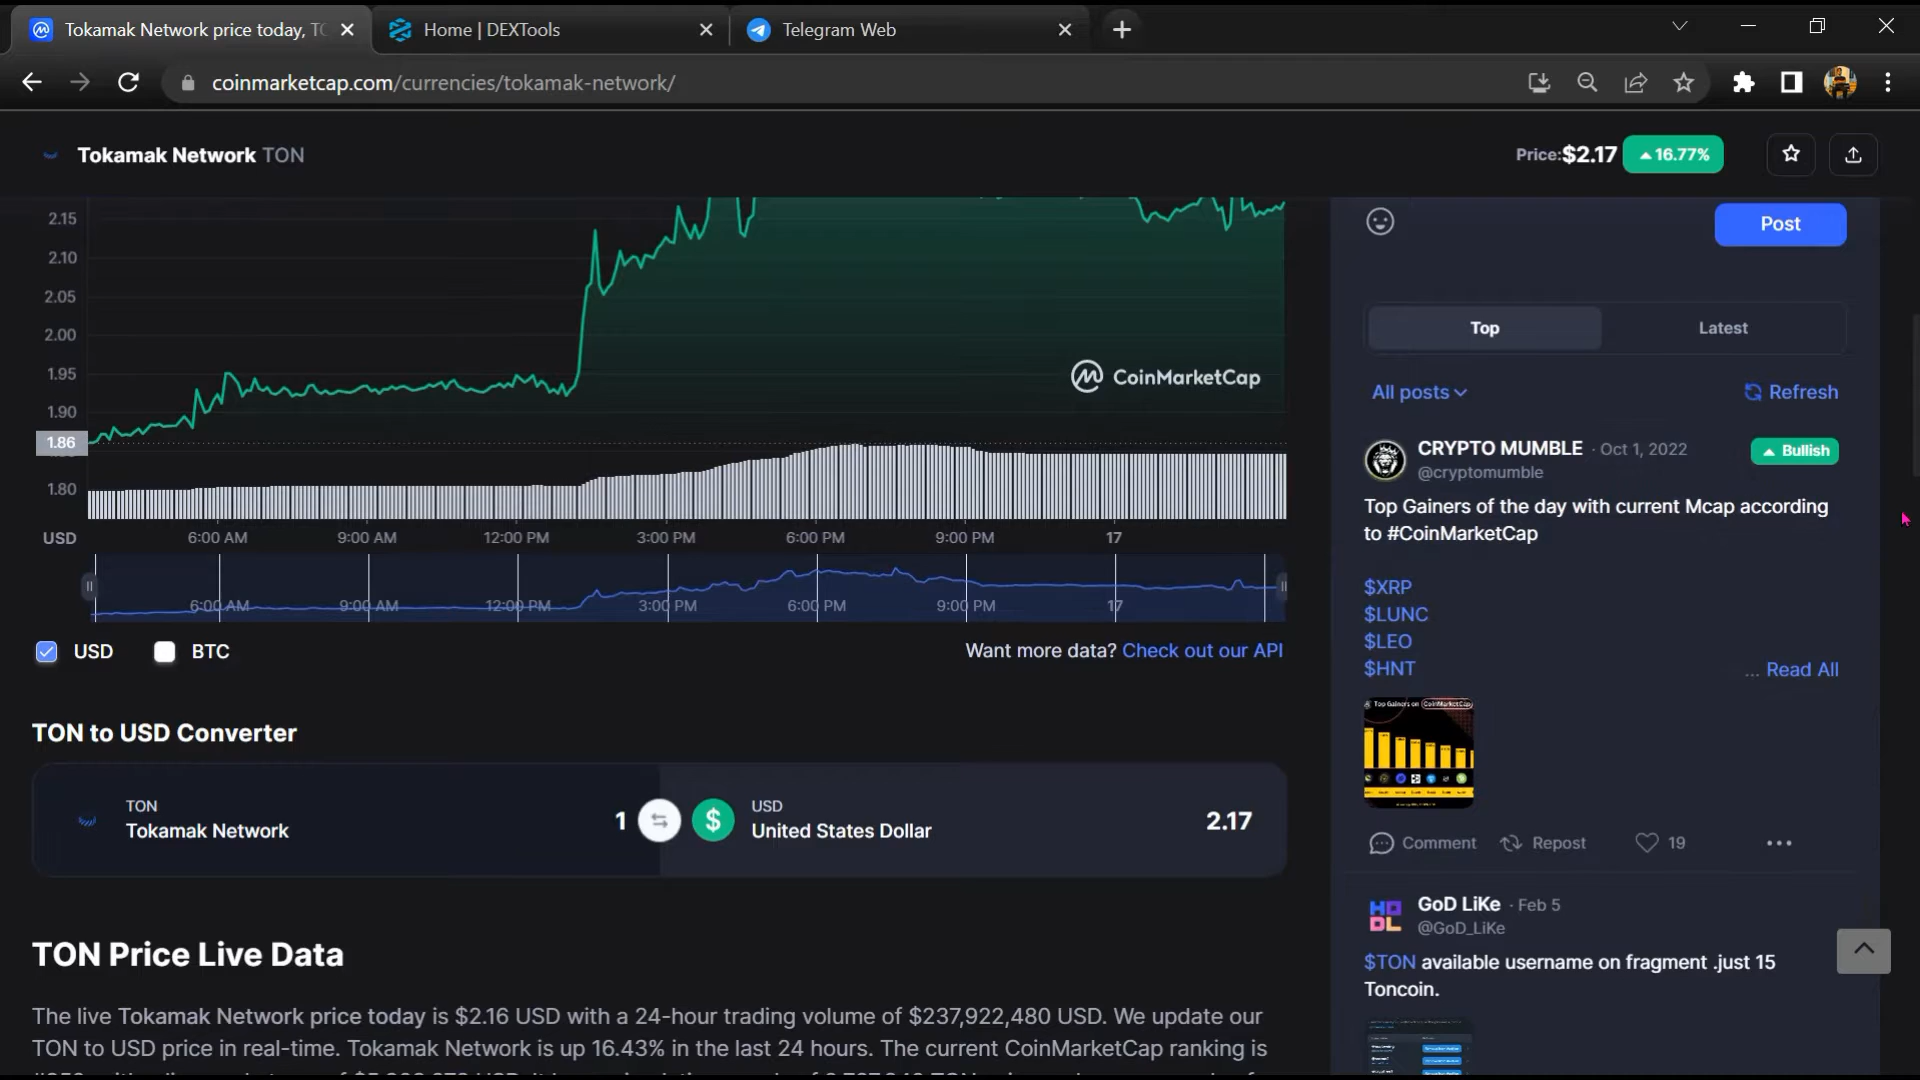 Tokamak Network price today, TO
Home | DEXTools
Telegram Web
coinmarketcap.com/currencies/tokamak-network/
Tokamak Network TON
Price:$2.17 16.77%
2.15
2.10
2.05
2.00
1.95
1.90
1.86
1.80
CoinMarketCap
USD 6:00 AM 9:00 AM 12:00 PM 3:00 PM 6:00 PM 9:00 PM 17
6:00 AM 9:00 AM 12:00 PM 3:00 PM 6:00 PM 9:00 PM 17
USD BTC
Want more data? Check out our API
TON to USD Converter
TON
Tokamak Network
1
$
USD
United States Dollar
2.17
TON Price Live Data
The live Tokamak Network price today is $2.16 USD with a 24-hour trading volume of $237,922,480 USD. We update our
TON to USD price in real-time. Tokamak Network is up 16.43% in the last 24 hours. The current CoinMarketCap ranking is
Post
Top Latest
All posts Refresh
CRYPTO MUMBLE · Oct 1, 2022 Bullish
@cryptomumble
Top Gainers of the day with current Mcap according
to #CoinMarketCap
$XRP
$LUNC
$LEO
$HNT
... Read All
Top Gainers on CoinMarketCap
Comment Repost 19
HODL
GoD LiKe · Feb 5
@GoD_LiKe
$TON available username on fragment .just 15
Toncoin.